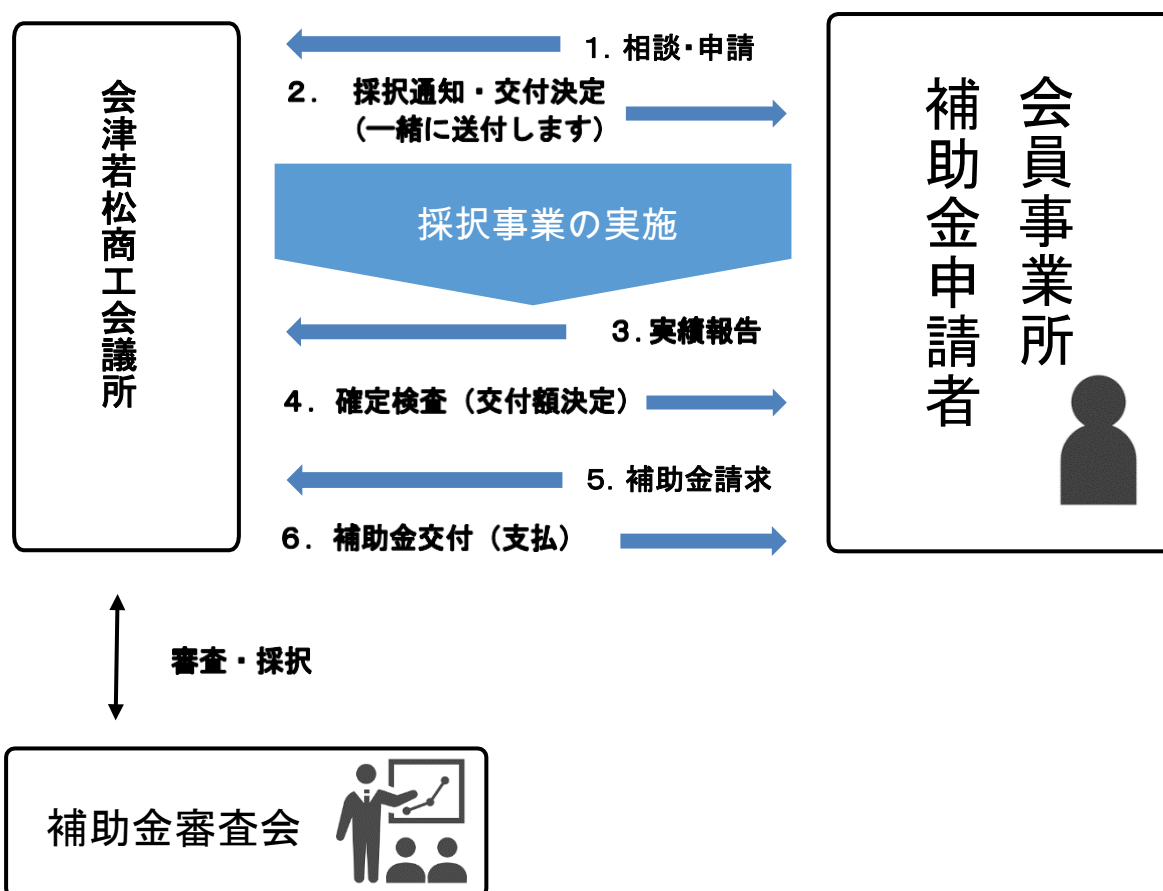 会津若松商工会議所
1. 相談・申請
2. 採択通知・交付決定
(一緒に送付します)
採択事業の実施
3. 実績報告
4. 確定検査（交付額決定）
5. 補助金請求
6. 補助金交付（支払）
会員事業所
補助金申請者
審査・採択
補助金審査会